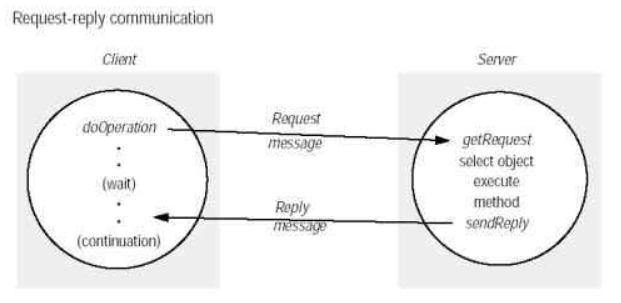 Request-reply communication
Client
Server
doOperation
.
.
(wait)
.
.
(continuation)
Request
message
Reply
message
getRequest
select object
execute
method
sendReply